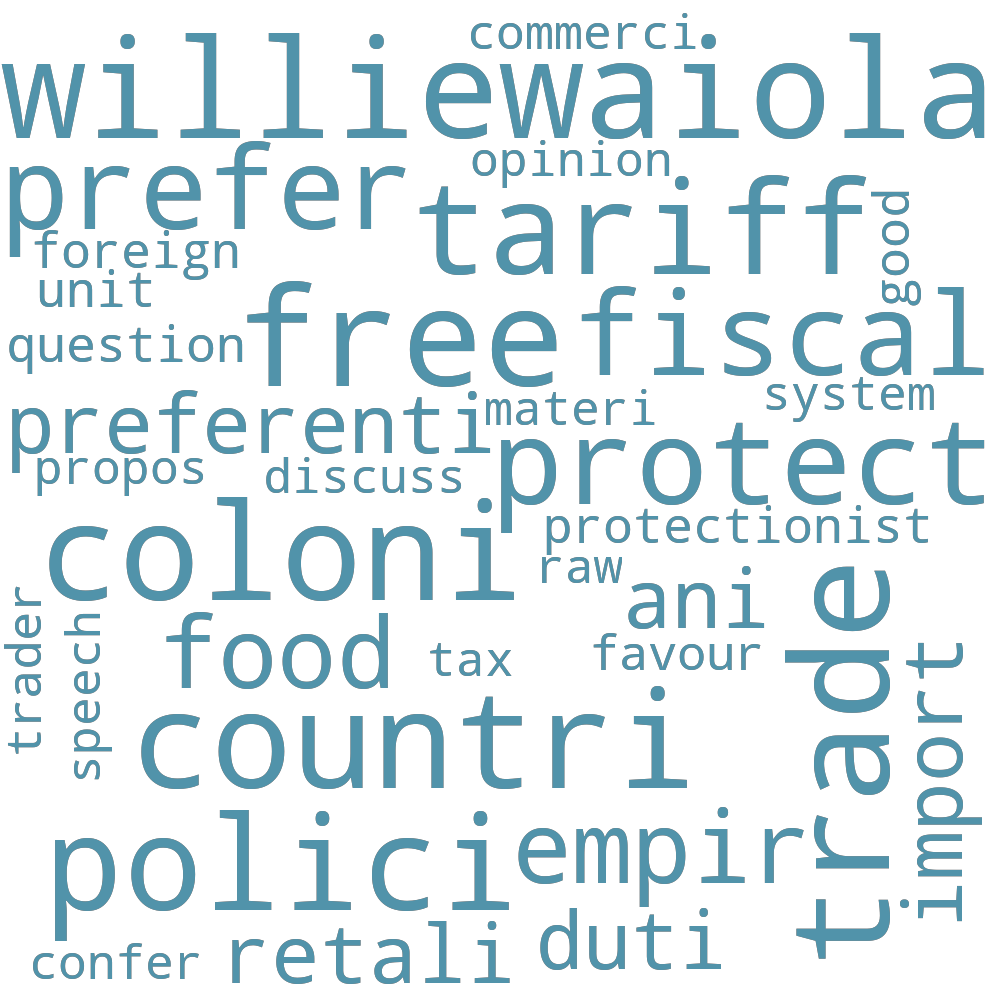 commerci
williewaiola
opinion
prefer
tariff
good
foreign
unit
free
fiscal
question
system
preferenti
materi
protect
propos
discuss
coloni
protectionist
raw
ani
trade
trader
speech
food
tax
favour
import
countri
polici
empir
duti
confer
retali